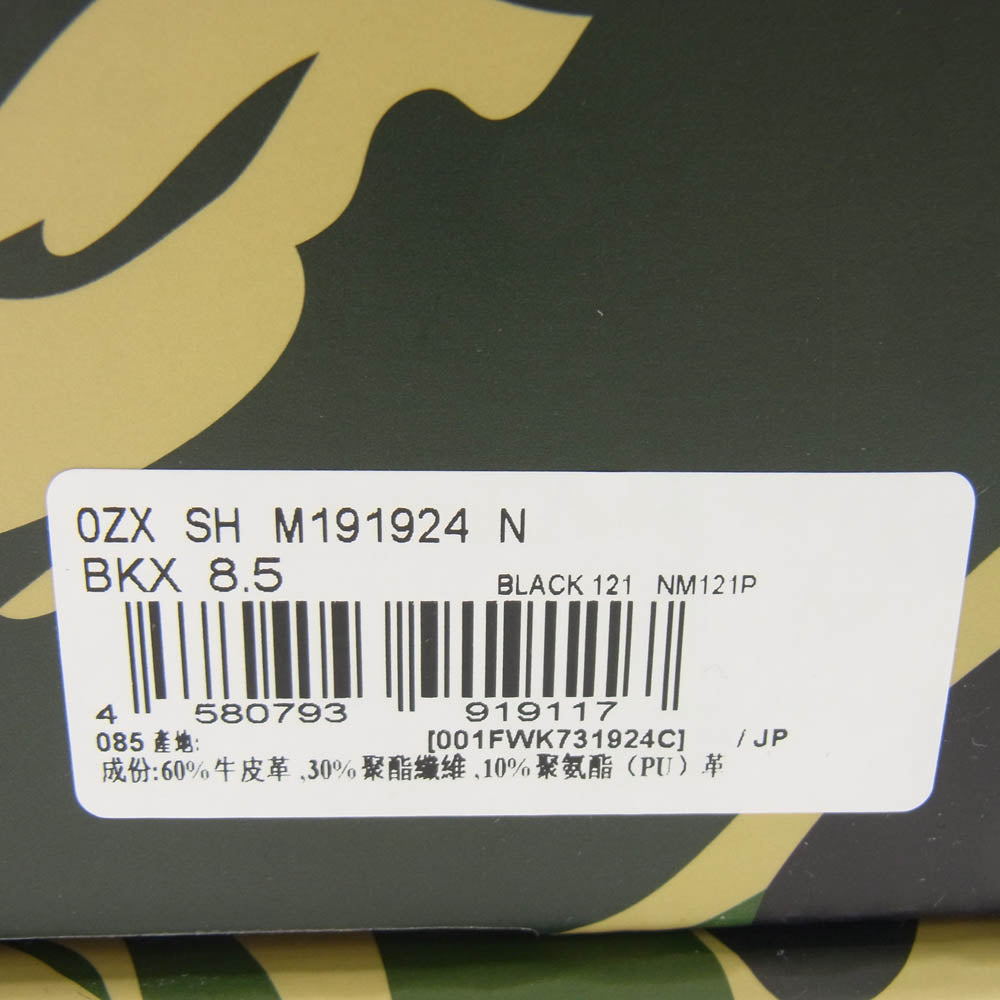 0ZX SH M191924 N
BKX 8.5 BLACK 121 NM121P
4 580793 919117
085 產地: [001FWK731924C] / JP
成份:60%牛皮革 ,30%聚酯纖維 ,10%聚氨酯（PU）革